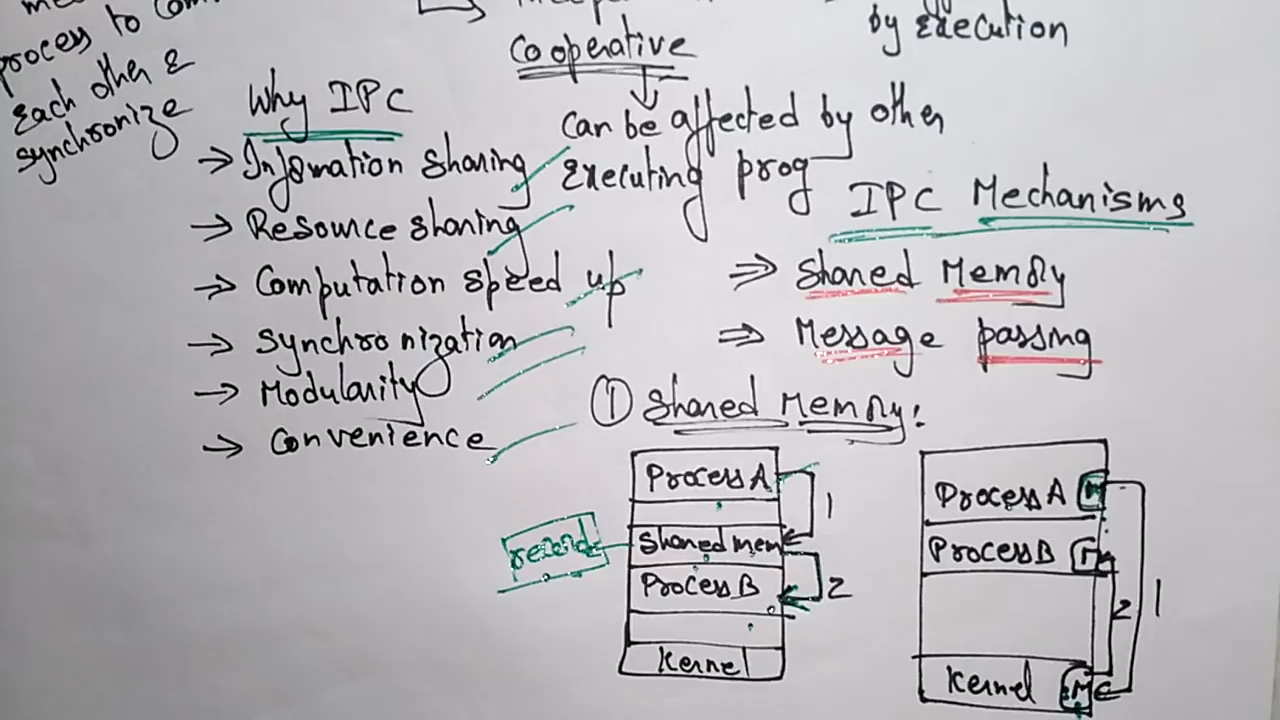 process to
each other &
synchronize
Cooperative
by execution
can be affected by other
executing prog
Why IPC
→ Information sharing
→ Resource sharing
→ Computation speed up
→ Synchronization
→ Modularity
→ Convenience
IPC Mechanisms
⇒ Shared Memory
⇒ Message passing
① Shared Memory:
Process A
1
Shared mem
record
Process B
2
Kernel
Process A M
Process B
2
1
Kernel M